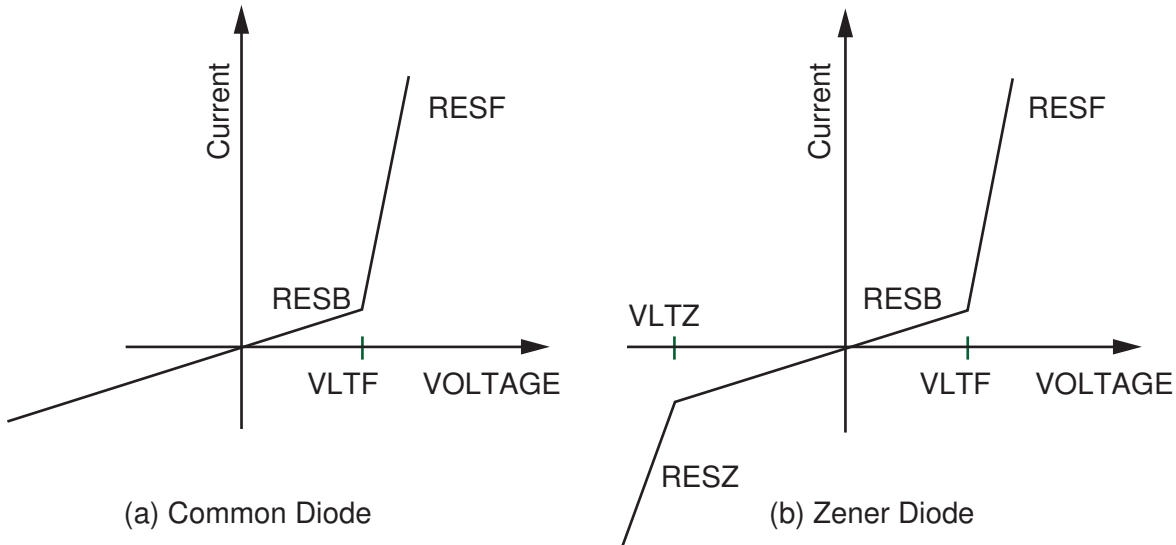 Current
RESF
RESB
VLTF
VOLTAGE
(a) Common Diode
Current
RESF
RESB
VLTZ
VLTF
VOLTAGE
RESZ
(b) Zener Diode